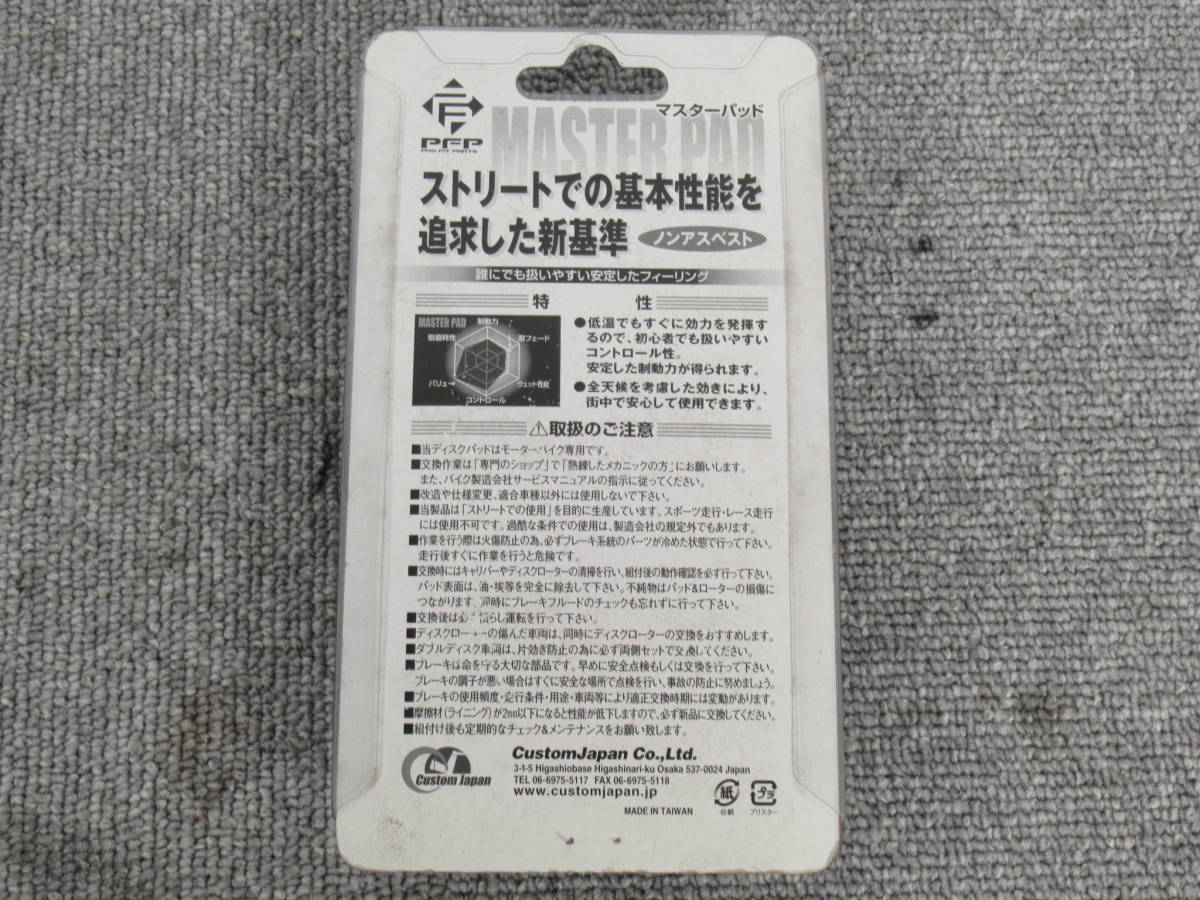 PFP
PRO FIT PARTS
マスターパッド
MASTER PAD
ストリートでの基本性能を
追求した新基準
ノンアスベスト
誰にでも扱いやすい安定したフィーリング
特 性
MASTER PAD
制動力
耐フェード
ウェット性能
コントロール
バリュー
耐磨耗性
●低温でもすぐに効力を発揮す
るので、初心者でも扱いやすい
コントロール性。
安定した制動力が得られます。
●全天候を考慮した効きにより、
街中で安心して使用できます。
⚠取扱のご注意
■当ディスクパッドはモーターバイク専用です。
■交換作業は「専門のショップ」で「熟練したメカニックの方」にお願いします。
また、バイク製造会社サービスマニュアルの指示に従ってください。
■改造や仕様変更、適合車種以外には使用しないで下さい。
■当製品は「ストリートでの使用」を目的に生産しています。スポーツ走行・レース走行
には使用不可です。過酷な条件での使用は、製造会社の規定外でもあります。
■作業を行う際は火傷防止の為、必ずブレーキ系統のパーツが冷めた状態で行って下さい。
走行後すぐに作業を行うと危険です。
■交換時にはキャリパーやディスクローターの清掃を行い、組付後の動作確認を必ず行って下さい。
パッド表面は、油・埃等を完全に除去して下さい。不純物はパッド&ローターの損傷に
つながります。同時にブレーキフルードのチェックも忘れずに行って下さい。
■交換後は必ず慣らし運転を行って下さい。
■ディスクローターの傷んだ車両は、同時にディスクローターの交換をおすすめします。
■ダブルディスク車両は、片効き防止の為に必ず両側セットで交換してください。
■ブレーキは命を守る大切な部品です。早めに安全点検もしくは交換を行って下さい。
ブレーキの調子が悪い場合はすぐに安全な場所で点検を行い、事故の防止に努めましょう。
■ブレーキの使用頻度・走行条件・用途・車両等により適正交換時期には変動があります。
■摩擦材(ライニング)が2㎜以下になると性能が低下しますので、必ず新品に交換してください。
■組付け後も定期的なチェック&メンテナンスをお願い致します。
Custom Japan
CustomJapan Co.,Ltd.
3-1-5 Higashiobase Higashinari-ku Osaka 537-0024 Japan
TEL 06-6975-5117 FAX 06-6975-5118
www.customjapan.jp
MADE IN TAIWAN
紙
台紙
プラ
ブリスター